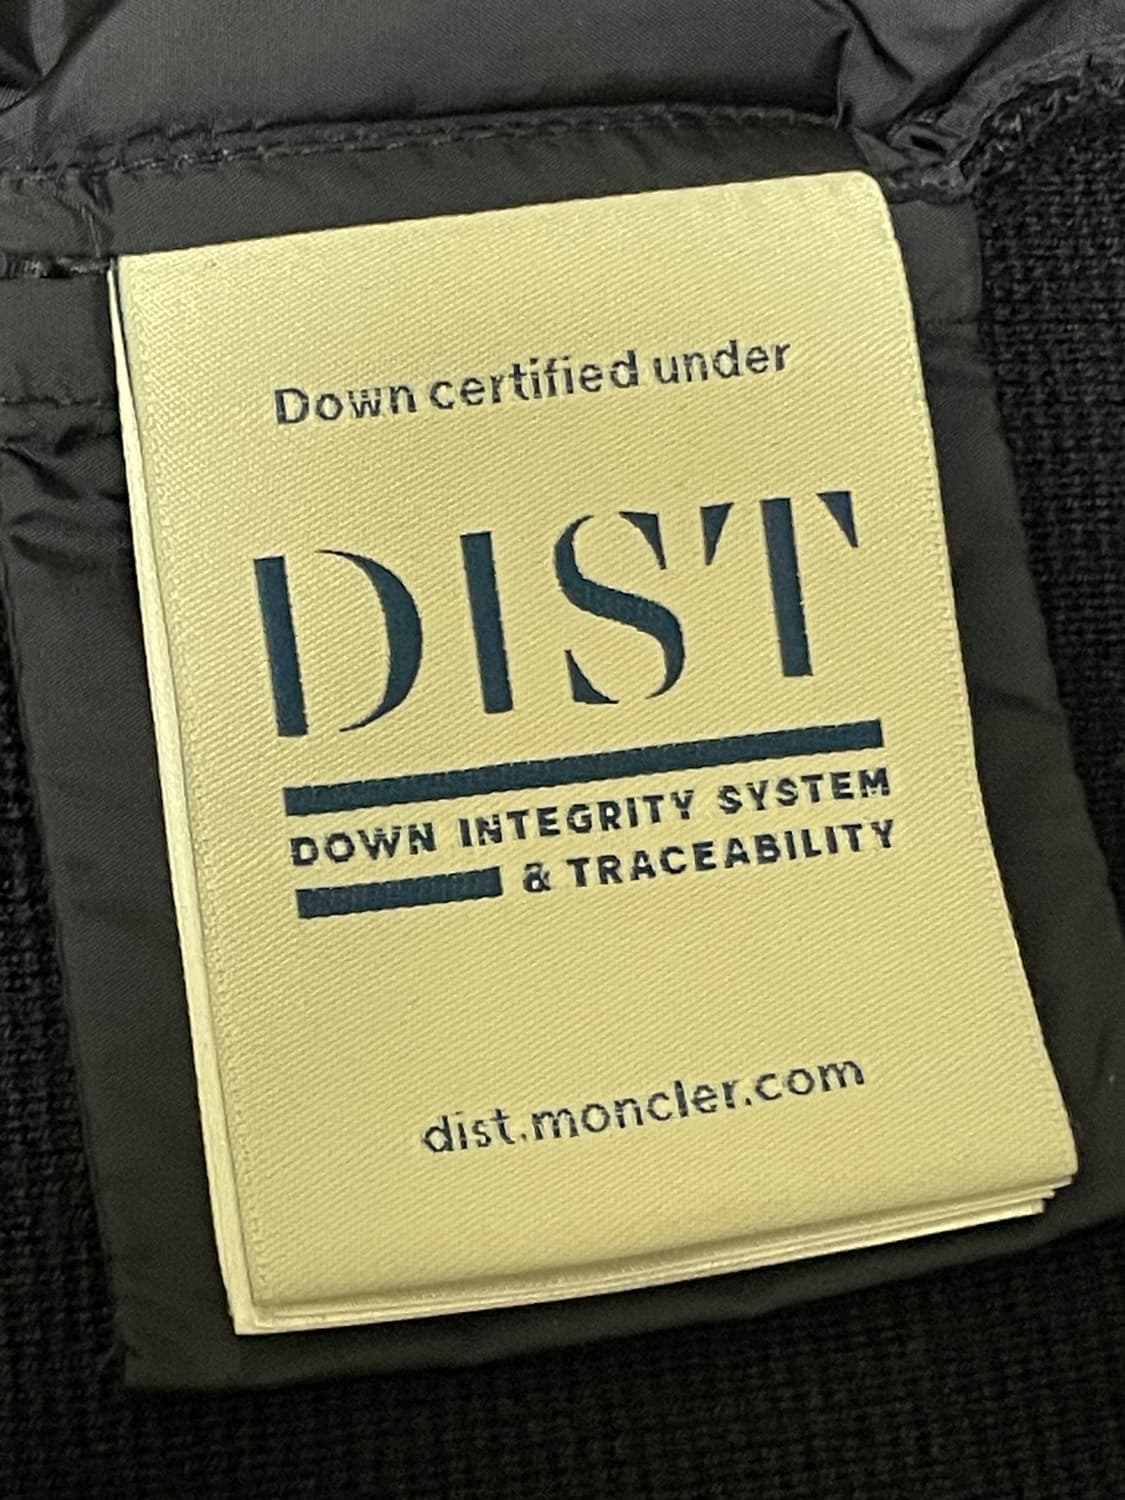 Down certified under
DIST
DOWN INTEGRITY SYSTEM
& TRACEABILITY
dist.moncler.com